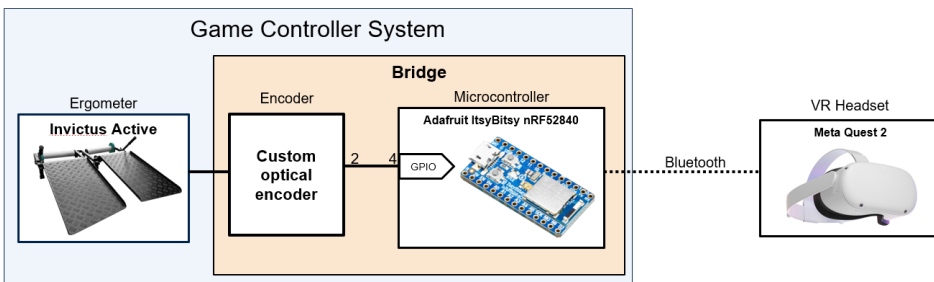 Game Controller System
Bridge
Ergometer
Encoder
Microcontroller
VR Headset
Invictus Active
Adafruit ItsyBitsy nRF52840
Meta Quest 2
Custom
optical
encoder
2
4
GPIO
Bluetooth